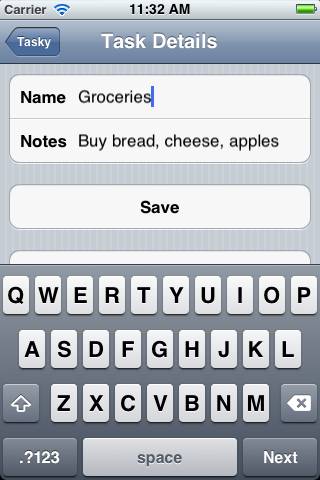 Carrier 11:32 AM
Tasky Task Details
Name Groceries
Notes Buy bread, cheese, apples
Save
Q W E R T Y U I O P
A S D F G H J K L
Z X C V B N M
.?123 space Next